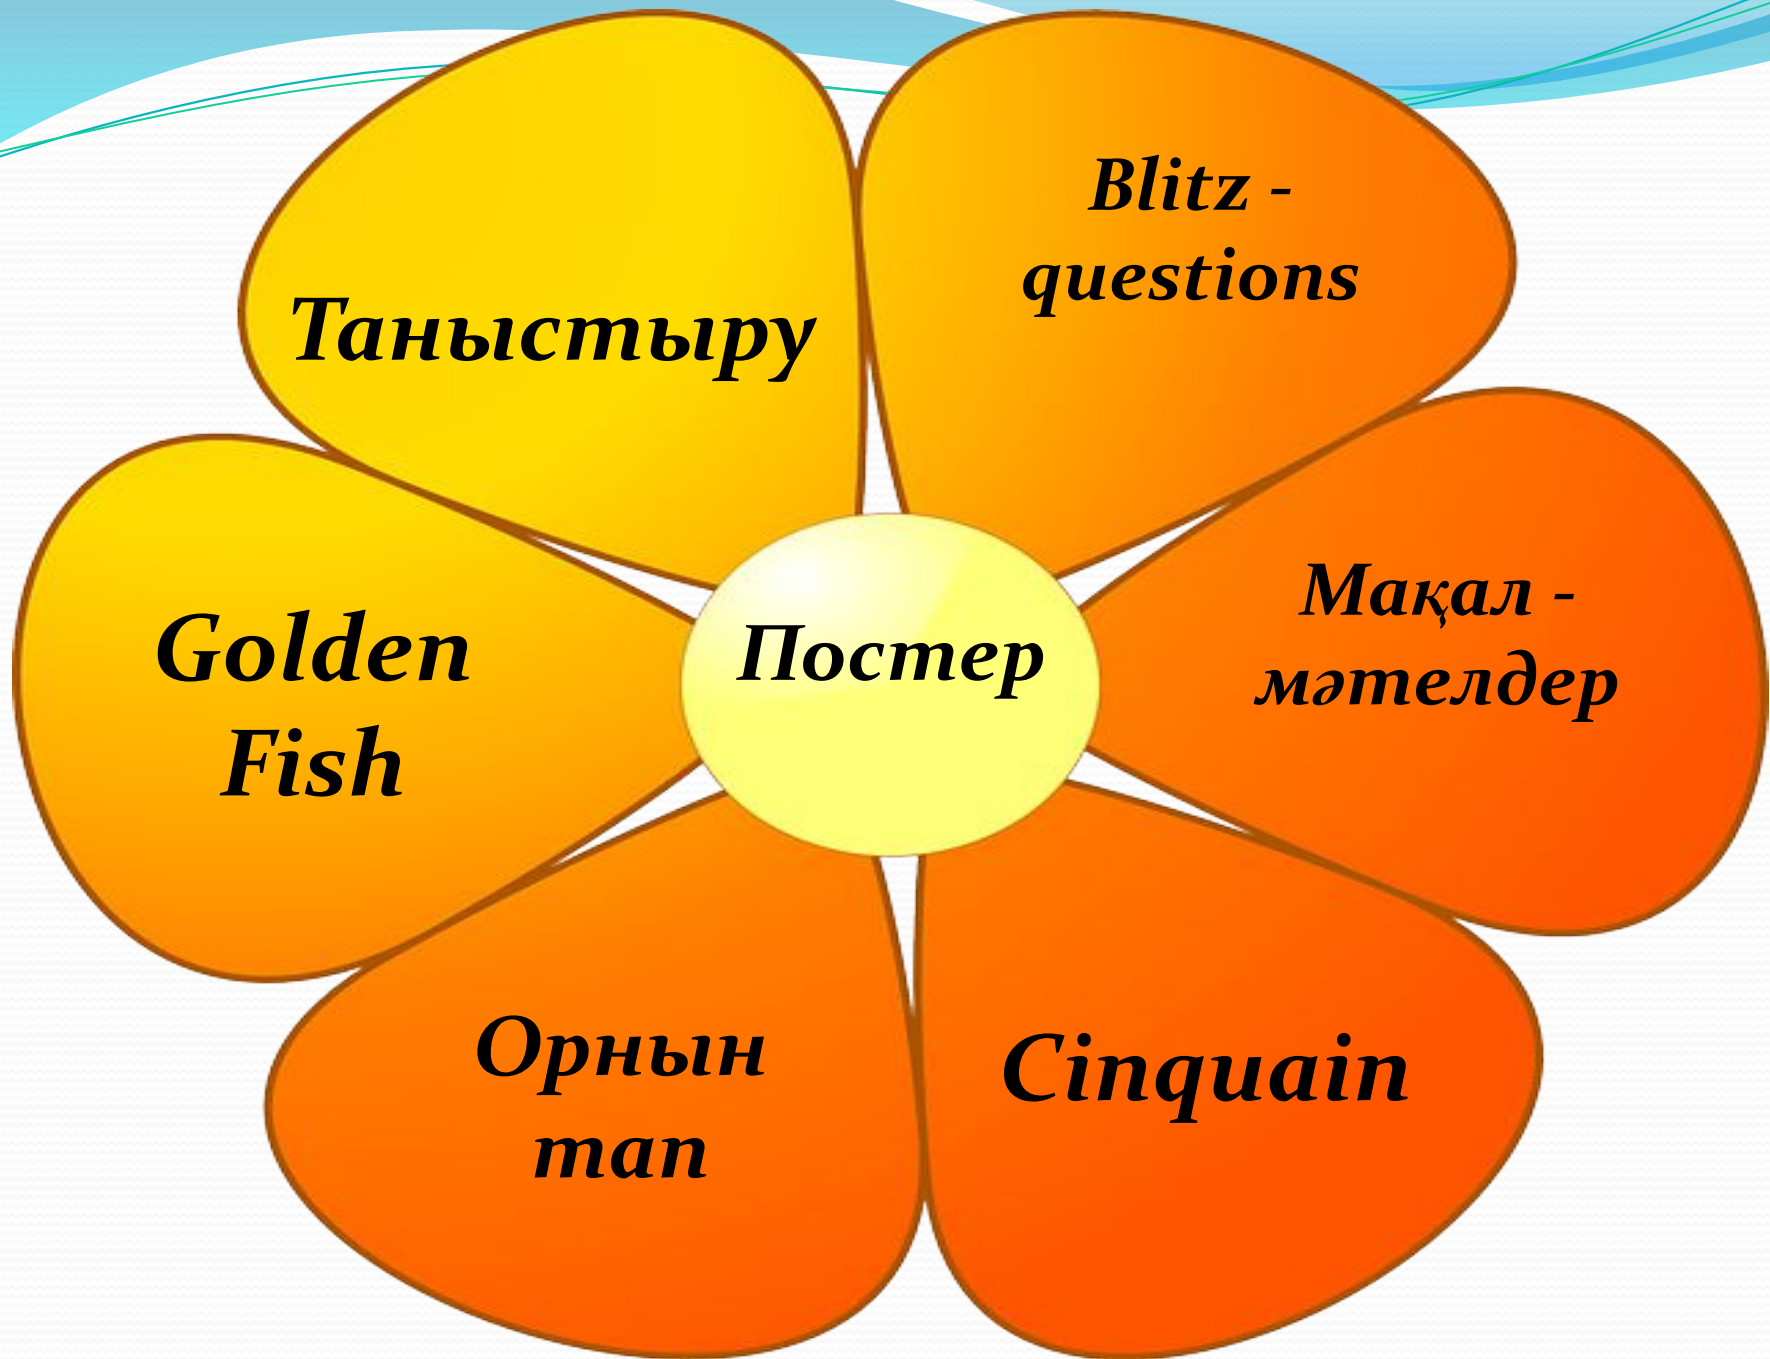 Таныстыру
Blitz -
questions
Golden
Fish
Постер
Мақал -
мәтелдер
Орнын
тап
Cinquain